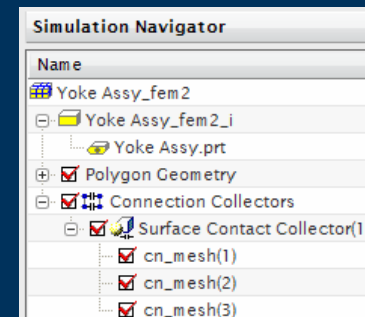 Simulation Navigator
Name
Yoke Assy_fem2
Yoke Assy_fem2_i
Yoke Assy.prt
Polygon Geometry
Connection Collectors
Surface Contact Collector(1
cn_mesh(1)
cn_mesh(2)
cn_mesh(3)